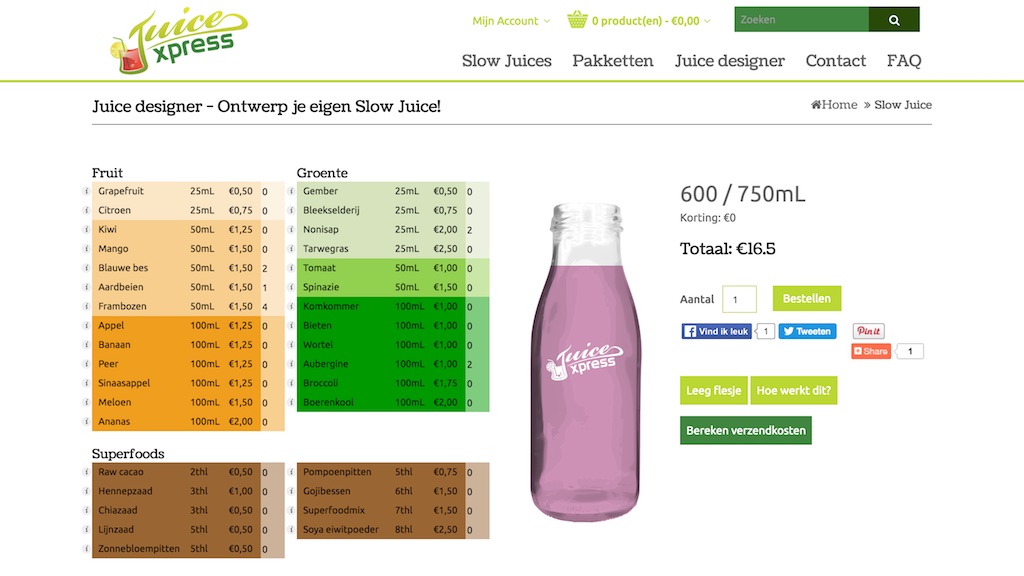 Juice
xpress
Mijn Account
0 product(en) - €0,00
Zoeken
Slow Juices Pakketten Juice designer Contact FAQ
Juice designer - Ontwerp je eigen Slow Juice!
Home » Slow Juice
Fruit
Grapefruit 25mL €0,50 0
Citroen 25mL €0,75 0
Kiwi 50mL €1,25 0
Mango 50mL €1,50 0
Blauwe bes 50mL €1,50 2
Aardbeien 50mL €1,50 1
Frambozen 50mL €1,50 4
Appel 100mL €1,25 0
Banaan 100mL €1,25 0
Peer 100mL €1,25 0
Sinaasappel 100mL €1,25 0
Meloen 100mL €1,50 0
Ananas 100mL €2,00 0
Groente
Gember 25mL €0,50 0
Bleekselderij 25mL €0,75 0
Nonisap 25mL €2,00 2
Tarwegras 25mL €2,50 0
Tomaat 50mL €1,00 0
Spinazie 50mL €1,50 0
Komkommer 100mL €1,00 0
Bieten 100mL €1,00 0
Wortel 100mL €1,00 0
Aubergine 100mL €1,00 2
Broccoli 100mL €1,75 0
Boerenkool 100mL €2,00 0
Superfoods
Raw cacao 2thl €0,50 0
Hennepzaad 3thl €1,00 0
Chiazaad 3thl €0,50 0
Lijnzaad 5thl €0,50 0
Zonnebloempitten 5thl €0,50 0
Pompoenpitten 5thl €0,75 0
Gojibessen 6thl €1,50 0
Superfoodmix 7thl €1,50 0
Soya eiwitpoeder 8thl €2,50 0
Juice
xpress
600 / 750mL
Korting: €0
Totaal: €16.5
Aantal 1 Bestellen
Vind ik leuk 1 Tweeten Pin it
Share 1
Leeg flesje Hoe werkt dit?
Bereken verzendkosten